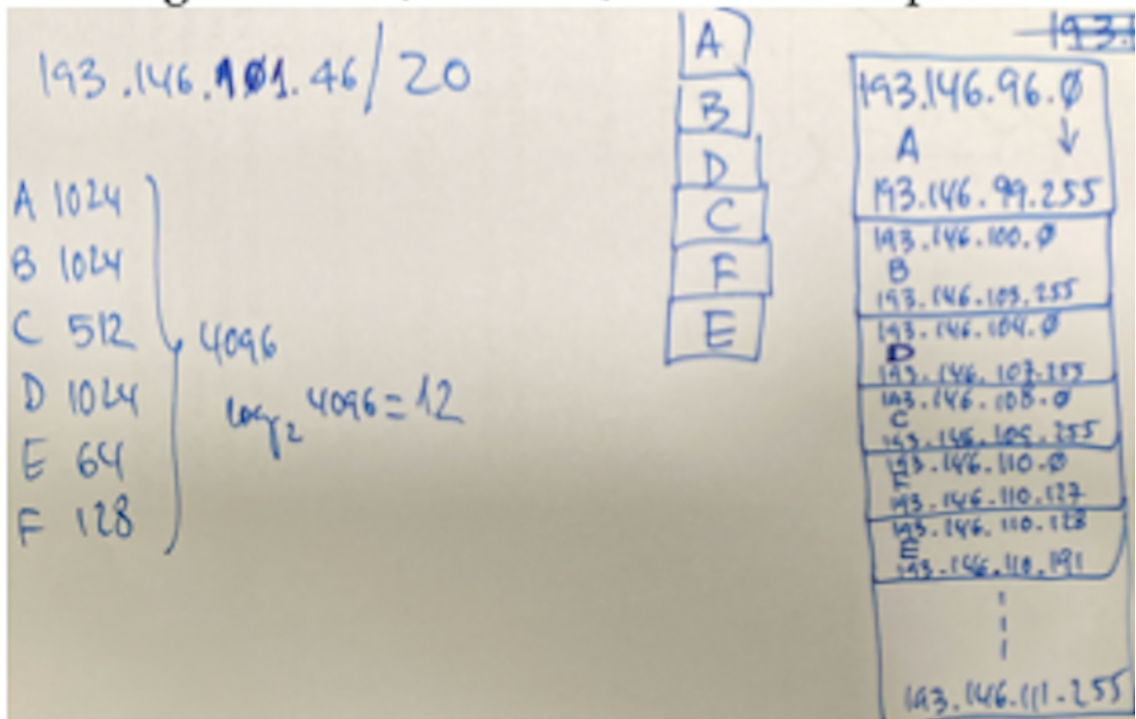 193.146.101.46/20
A 1024
B 1024
C 512
D 1024
E 64
F 128
4096
log₂ 4096 = 12
A
B
D
C
F
E
193.146.96.0
A ↓
193.146.99.255
193.146.100.0
B
193.146.103.255
193.146.104.0
D
193.146.107.255
193.146.108.0
C
193.146.109.255
193.146.110.0
F
193.146.110.127
193.146.110.128
E
193.146.110.191
193.146.111.255